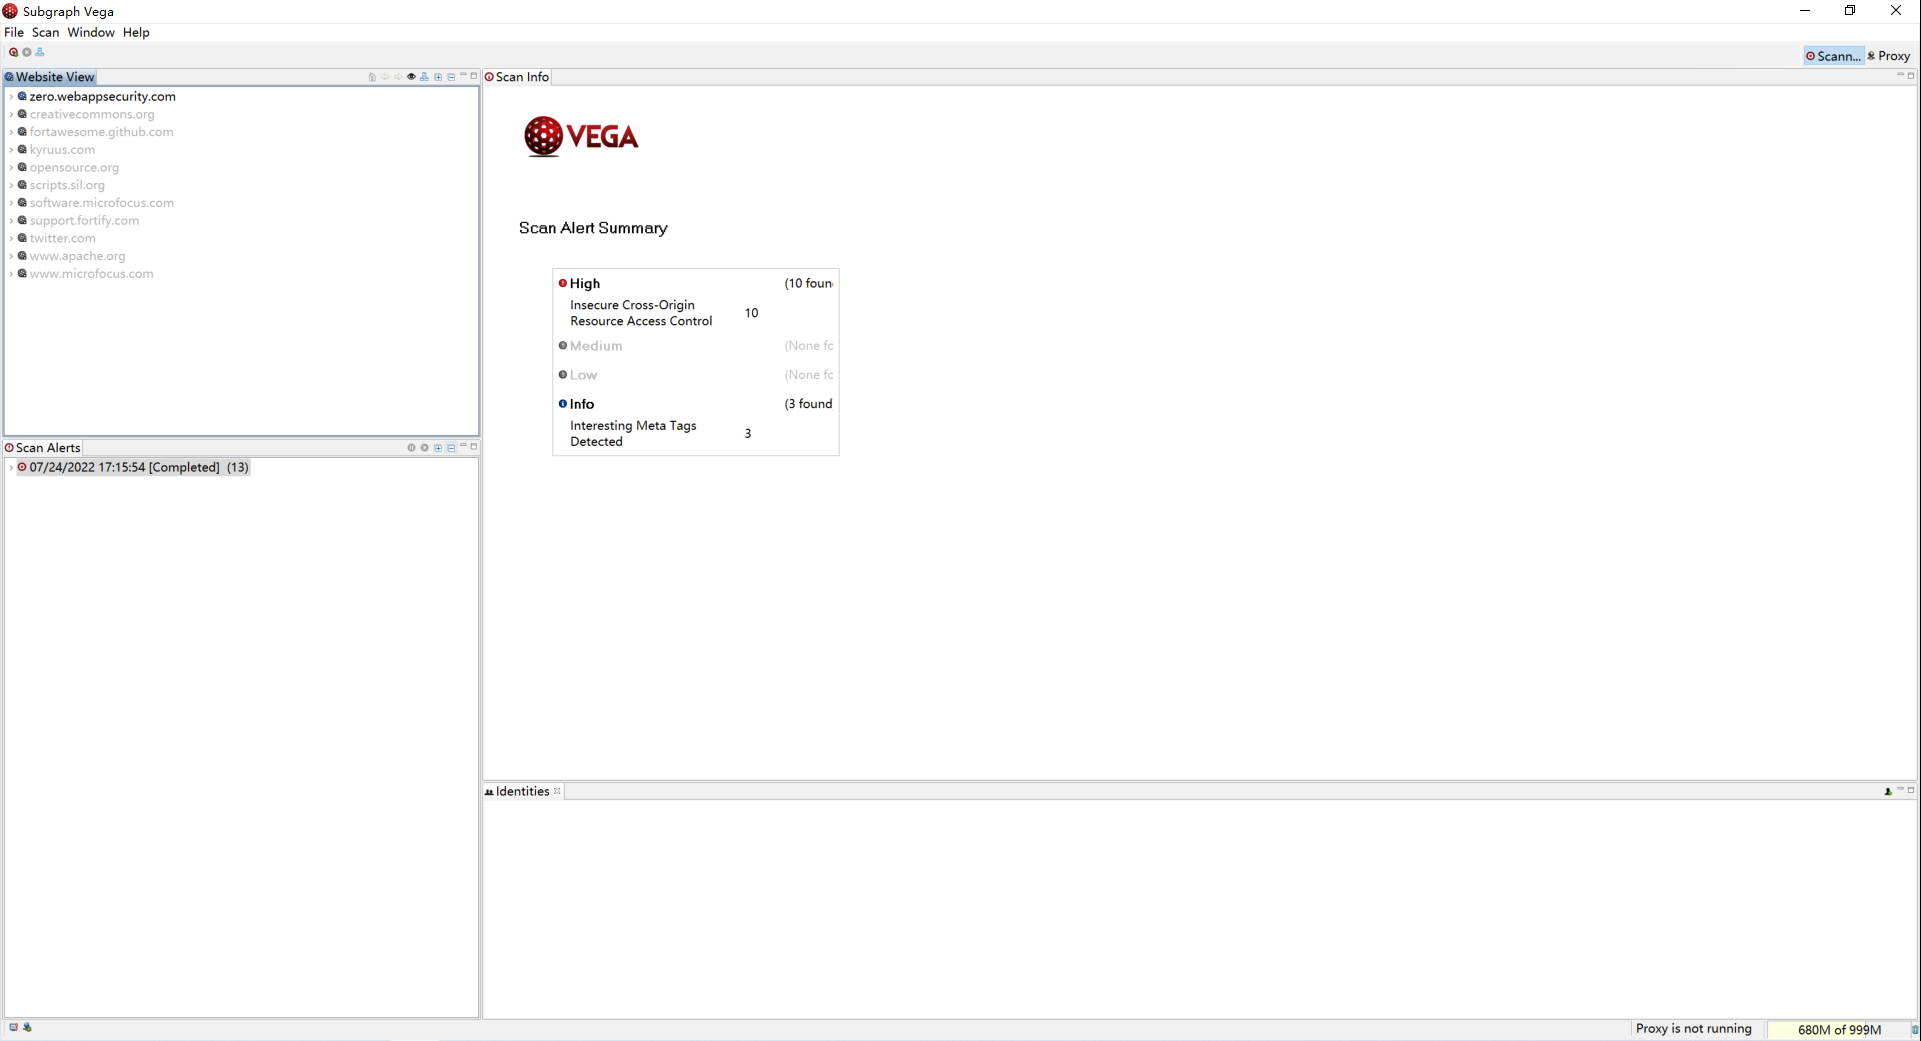 Subgraph Vega
File Scan Window Help
Scann... Proxy
Website View
zero.webappsecurity.com
creativecommons.org
fortawesome.github.com
kyruus.com
opensource.org
scripts.sil.org
software.microfocus.com
support.fortify.com
twitter.com
www.apache.org
www.microfocus.com
Scan Alerts
07/24/2022 17:15:54 [Completed] (13)
Scan Info
VEGA
Scan Alert Summary
High (10 foun
Insecure Cross-Origin
Resource Access Control 10
Medium (None fo
Low (None fo
Info (3 found
Interesting Meta Tags
Detected 3
Identities
Proxy is not running 680M of 999M